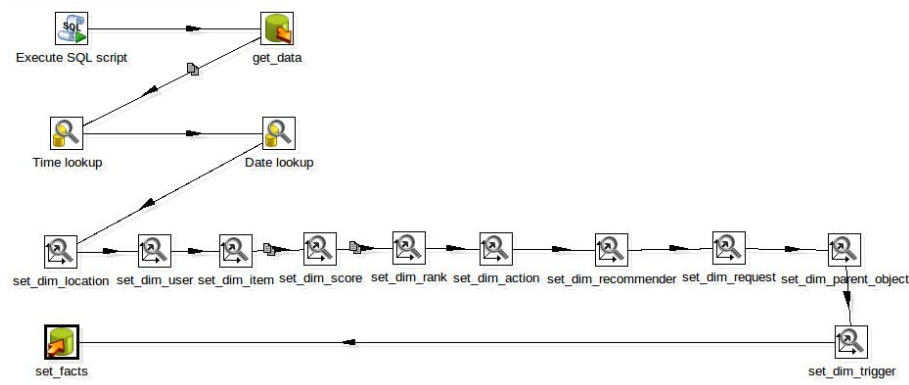 SQL
Execute SQL script
get_data
Time lookup
Date lookup
set_dim_location
set_dim_user
set_dim_item
set_dim_score
set_dim_rank
set_dim_action
set_dim_recommender
set_dim_request
set_dim_parent_object
set_facts
set_dim_trigger